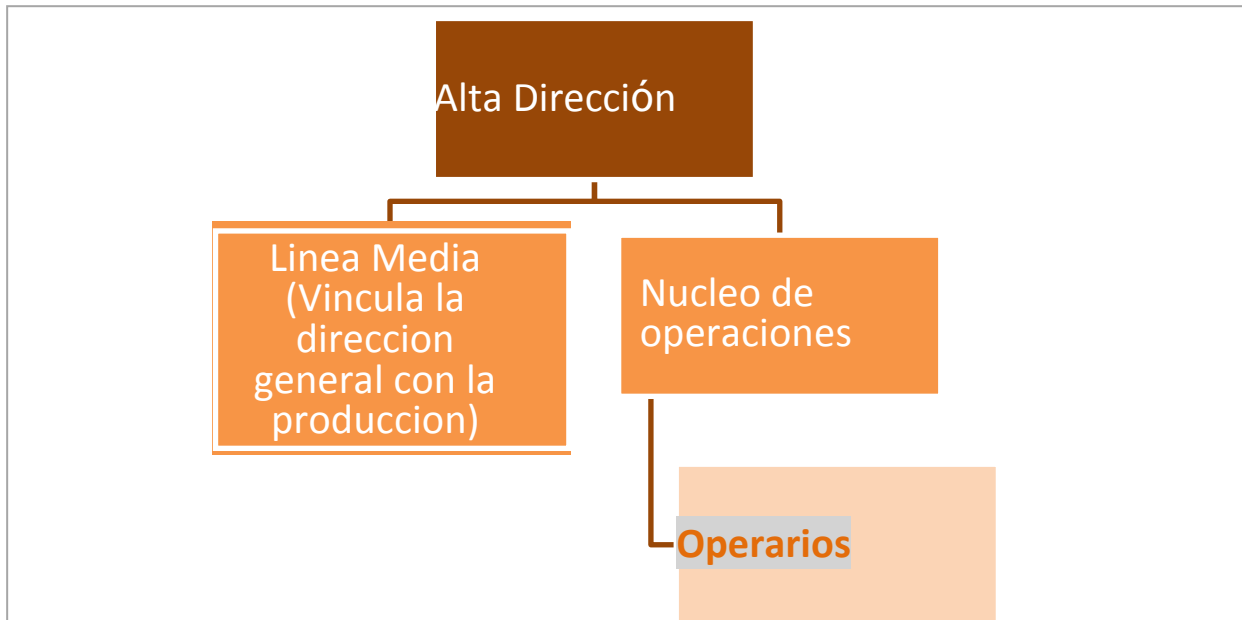 Alta Dirección
Linea Media
(Vincula la
direccion
general con la
produccion)
Nucleo de
operaciones
Operarios